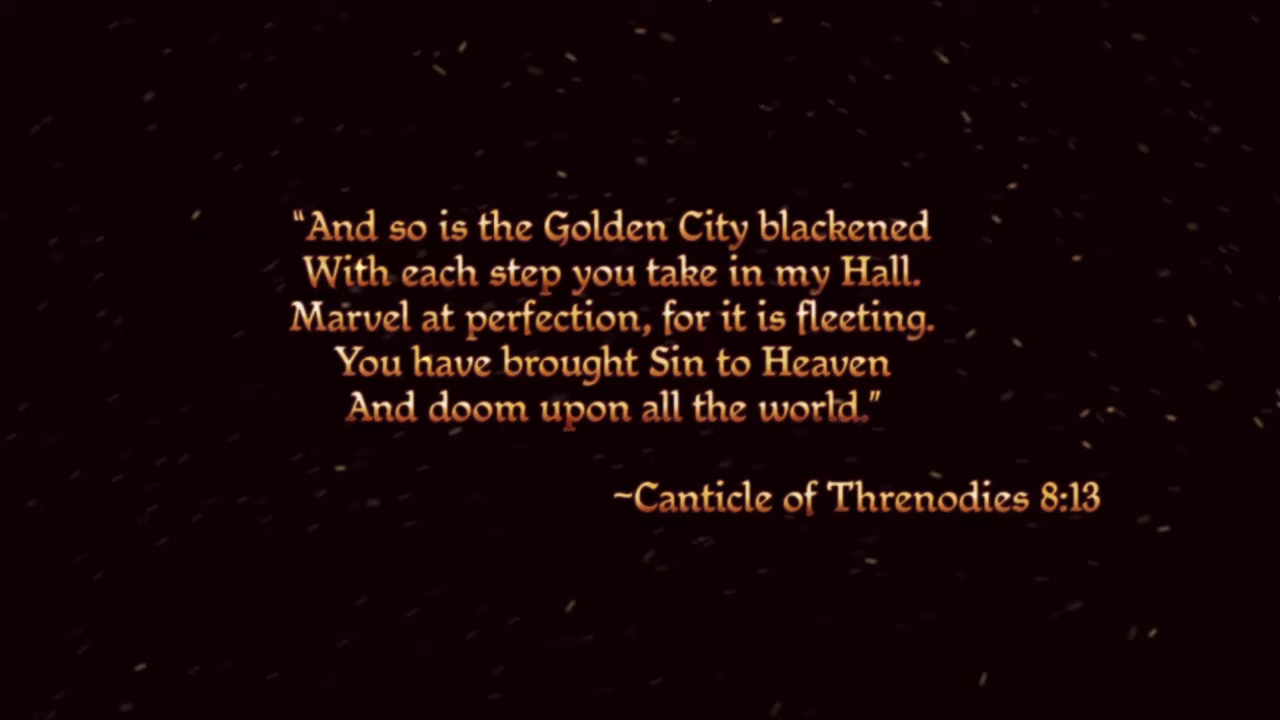 “And so is the Golden City blackened
With each step you take in my Hall.
Marvel at perfection, for it is fleeting.
You have brought Sin to Heaven
And doom upon all the world.”
~Canticle of Threnodies 8:13